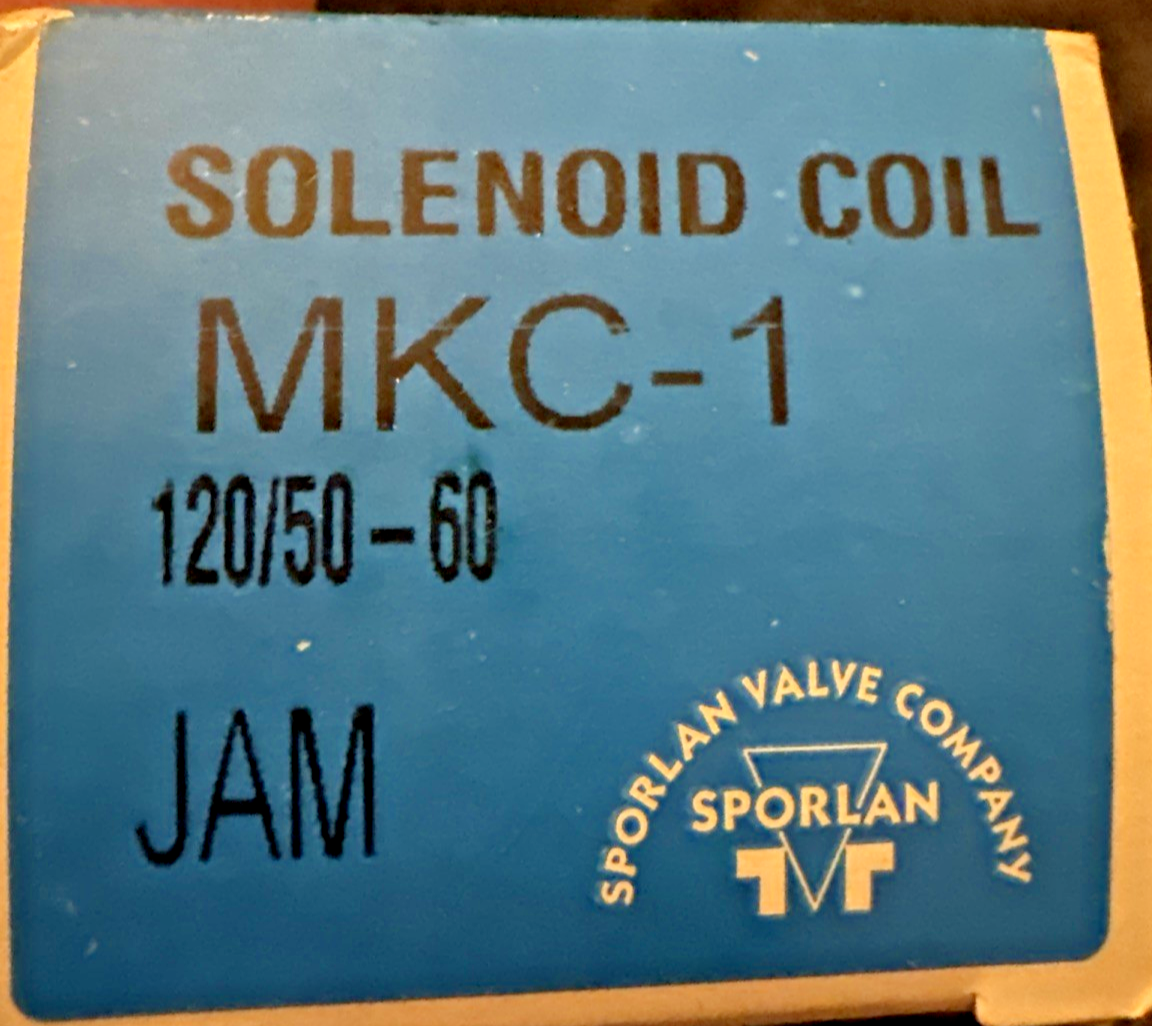 SOLENOID COIL
MKC-1
120/50-60
JAM
SPORLAN VALVE COMPANY
SPORLAN